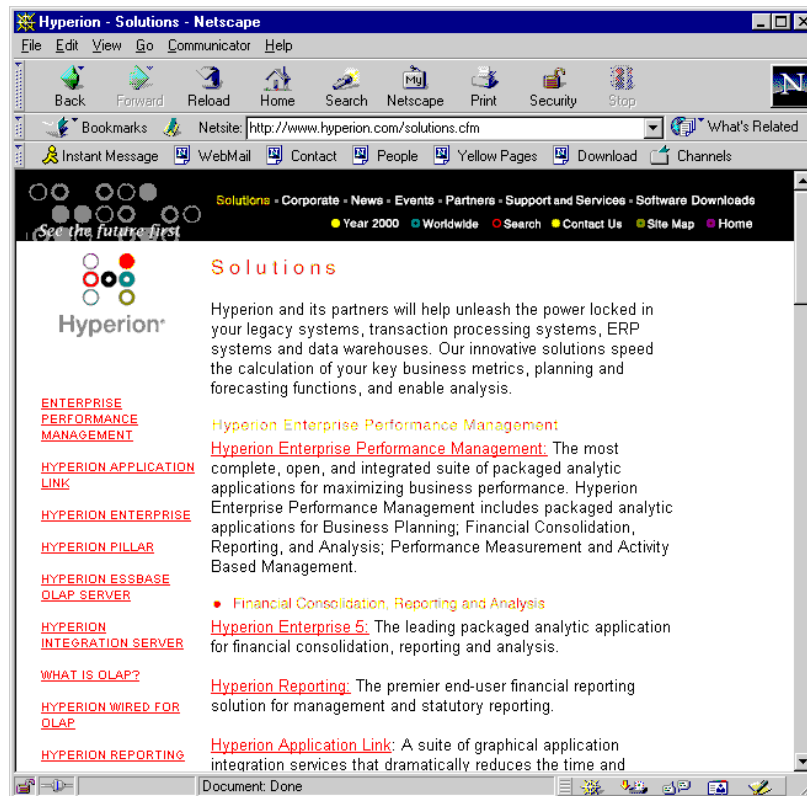 Hyperion - Solutions - Netscape
File Edit View Go Communicator Help
My
N
Back Forward Reload Home Search Netscape Print Security Stop
Bookmarks Netsite: http://www.hyperion.com/solutions.cfm What's Related
Instant Message WebMail Contact People Yellow Pages Download Channels
Solutions - Corporate - News - Events - Partners - Support and Services - Software Downloads
See the future first
Year 2000 Worldwide Search Contact Us Site Map Home
Hyperion
Solutions
Hyperion and its partners will help unleash the power locked in
your legacy systems, transaction processing systems, ERP
systems and data warehouses. Our innovative solutions speed
the calculation of your key business metrics, planning and
forecasting functions, and enable analysis.
Hyperion Enterprise Performance Management
Hyperion Enterprise Performance Management: The most
complete, open, and integrated suite of packaged analytic
applications for maximizing business performance. Hyperion
Enterprise Performance Management includes packaged analytic
applications for Business Planning; Financial Consolidation,
Reporting, and Analysis; Performance Measurement and Activity
Based Management.
• Financial Consolidation, Reporting and Analysis
Hyperion Enterprise 5: The leading packaged analytic application
for financial consolidation, reporting and analysis.
Hyperion Reporting: The premier end-user financial reporting
solution for management and statutory reporting.
Hyperion Application Link: A suite of graphical application
integration services that dramatically reduces the time and
ENTERPRISE
PERFORMANCE
MANAGEMENT
HYPERION APPLICATION
LINK
HYPERION ENTERPRISE
HYPERION PILLAR
HYPERION ESSBASE
OLAP SERVER
HYPERION
INTEGRATION SERVER
WHAT IS OLAP?
HYPERION WIRED FOR
OLAP
HYPERION REPORTING
Document: Done